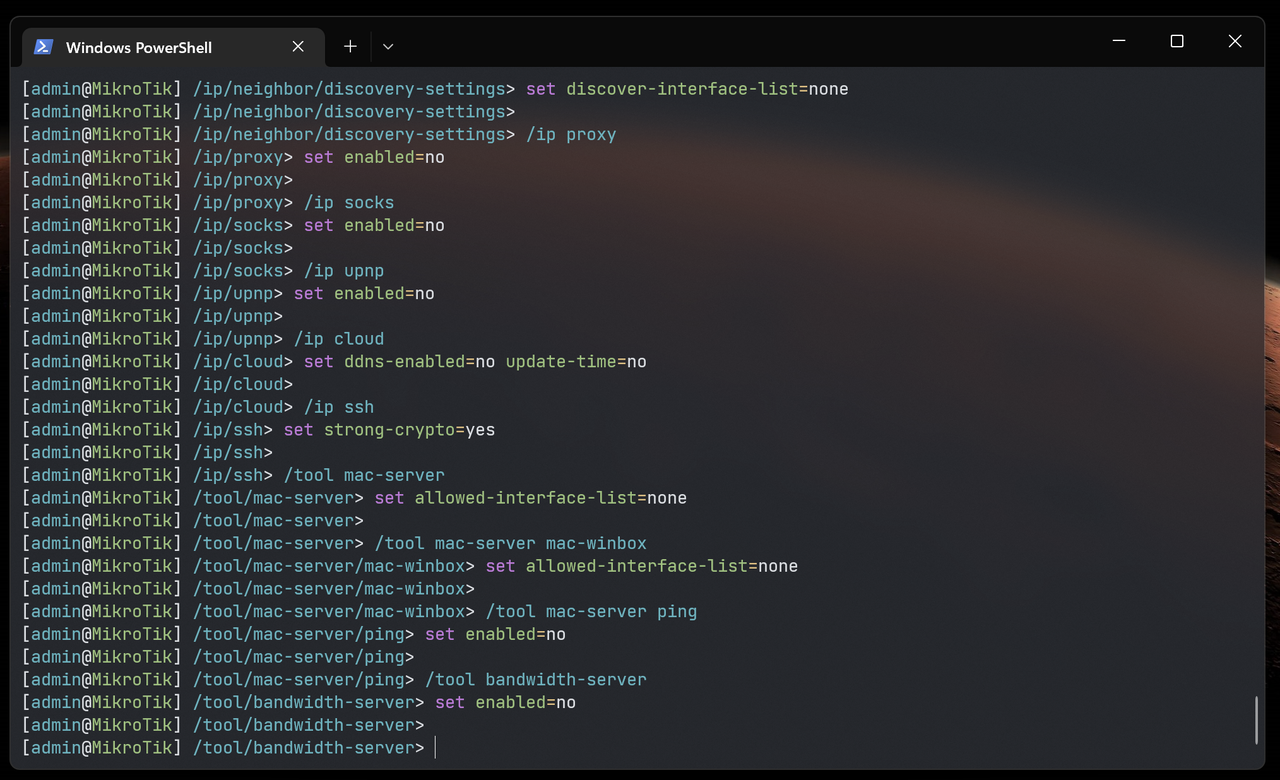 Windows PowerShell
[admin@MikroTik] /ip/neighbor/discovery-settings> set discover-interface-list=none
[admin@MikroTik] /ip/neighbor/discovery-settings>
[admin@MikroTik] /ip/neighbor/discovery-settings> /ip proxy
[admin@MikroTik] /ip/proxy> set enabled=no
[admin@MikroTik] /ip/proxy>
[admin@MikroTik] /ip/proxy> /ip socks
[admin@MikroTik] /ip/socks> set enabled=no
[admin@MikroTik] /ip/socks>
[admin@MikroTik] /ip/socks> /ip upnp
[admin@MikroTik] /ip/upnp> set enabled=no
[admin@MikroTik] /ip/upnp>
[admin@MikroTik] /ip/upnp> /ip cloud
[admin@MikroTik] /ip/cloud> set ddns-enabled=no update-time=no
[admin@MikroTik] /ip/cloud>
[admin@MikroTik] /ip/cloud> /ip ssh
[admin@MikroTik] /ip/ssh> set strong-crypto=yes
[admin@MikroTik] /ip/ssh>
[admin@MikroTik] /ip/ssh> /tool mac-server
[admin@MikroTik] /tool/mac-server> set allowed-interface-list=none
[admin@MikroTik] /tool/mac-server>
[admin@MikroTik] /tool/mac-server> /tool mac-server mac-winbox
[admin@MikroTik] /tool/mac-server/mac-winbox> set allowed-interface-list=none
[admin@MikroTik] /tool/mac-server/mac-winbox>
[admin@MikroTik] /tool/mac-server/mac-winbox> /tool mac-server ping
[admin@MikroTik] /tool/mac-server/ping> set enabled=no
[admin@MikroTik] /tool/mac-server/ping>
[admin@MikroTik] /tool/mac-server/ping> /tool bandwidth-server
[admin@MikroTik] /tool/bandwidth-server> set enabled=no
[admin@MikroTik] /tool/bandwidth-server>
[admin@MikroTik] /tool/bandwidth-server>